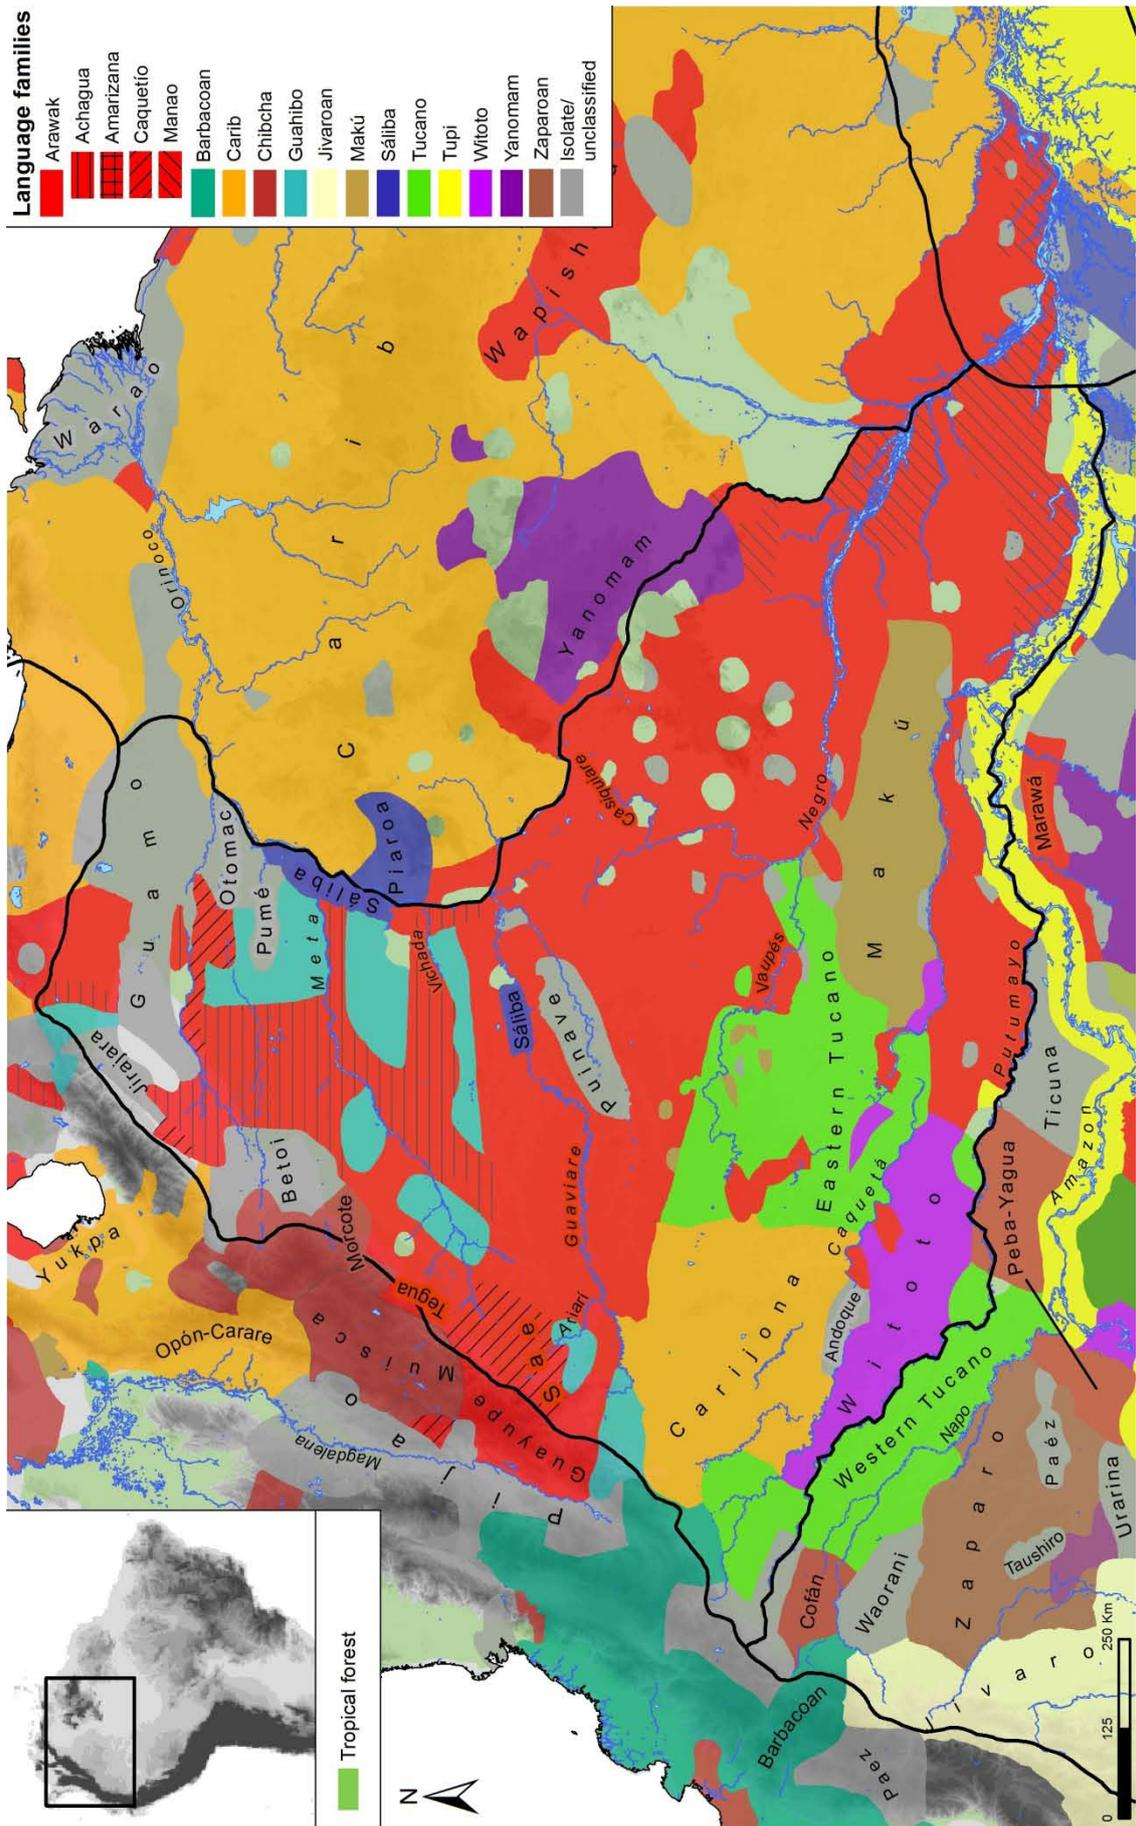 Language families
Arawak
Achagua
Amarizana
Caquetío
Manao
Barbacoan
Carib
Chibcha
Guahibo
Jivaroan
Makú
Sáliba
Tucano
Tupi
Witoto
Yanomam
Zaparoan
Isolate/
unclassified
Tropical forest
N
0 125 250 Km
Warao
Orinoco
Carib
Wapish
Yanomam
Guamo
Otomac
Pumé
Sáliba
Piaroa
Meta
Vichada
Casiquiare
Negro
Makú
Marawá
Jirajara
Betoi
Yukpa
Opón-Carare
Morcote
Muisca
Tegua
Sae
Ariari
Guayupe
Magdalena
Pijao
Guaviare
Sáliba
Puinave
Vaupés
Eastern Tucano
Caquetá
Carijona
Andoque
Witoto
Putumayo
Ticuna
Amazon
Peba-Yagua
Western Tucano
Napo
Zaparo
Paéz
Urarina
Taushiro
Waorani
Cofán
Jivaro
Barbacoan
Paez